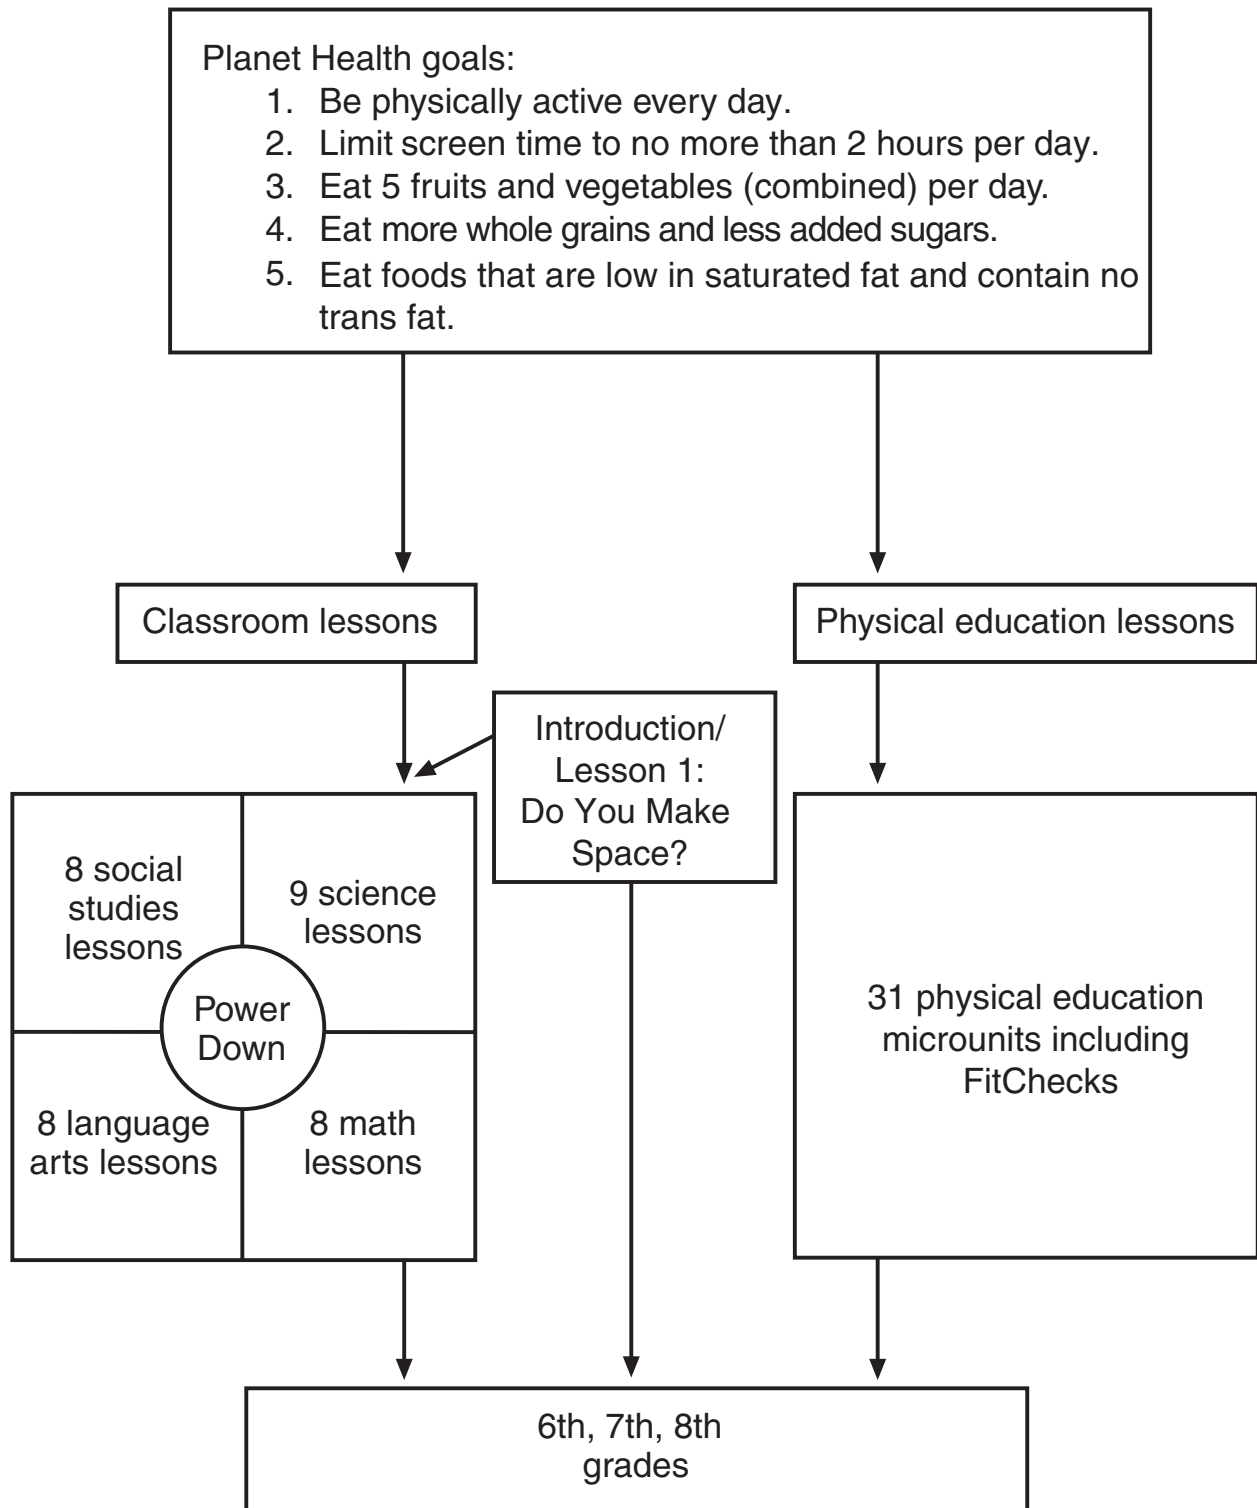 Planet Health goals:
1. Be physically active every day.
2. Limit screen time to no more than 2 hours per day.
3. Eat 5 fruits and vegetables (combined) per day.
4. Eat more whole grains and less added sugars.
5. Eat foods that are low in saturated fat and contain no
trans fat.
Classroom lessons
Physical education lessons
Introduction/
Lesson 1:
Do You Make
Space?
8 social
studies
lessons
9 science
lessons
Power
Down
8 language
arts lessons
8 math
lessons
31 physical education
microunits including
FitChecks
6th, 7th, 8th
grades